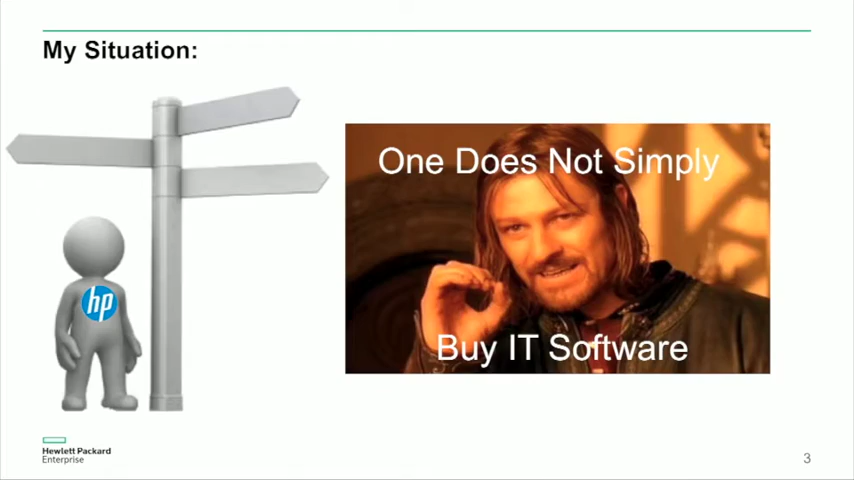 My Situation:
One Does Not Simply
hp
Buy IT Software
Hewlett Packard
Enterprise
3